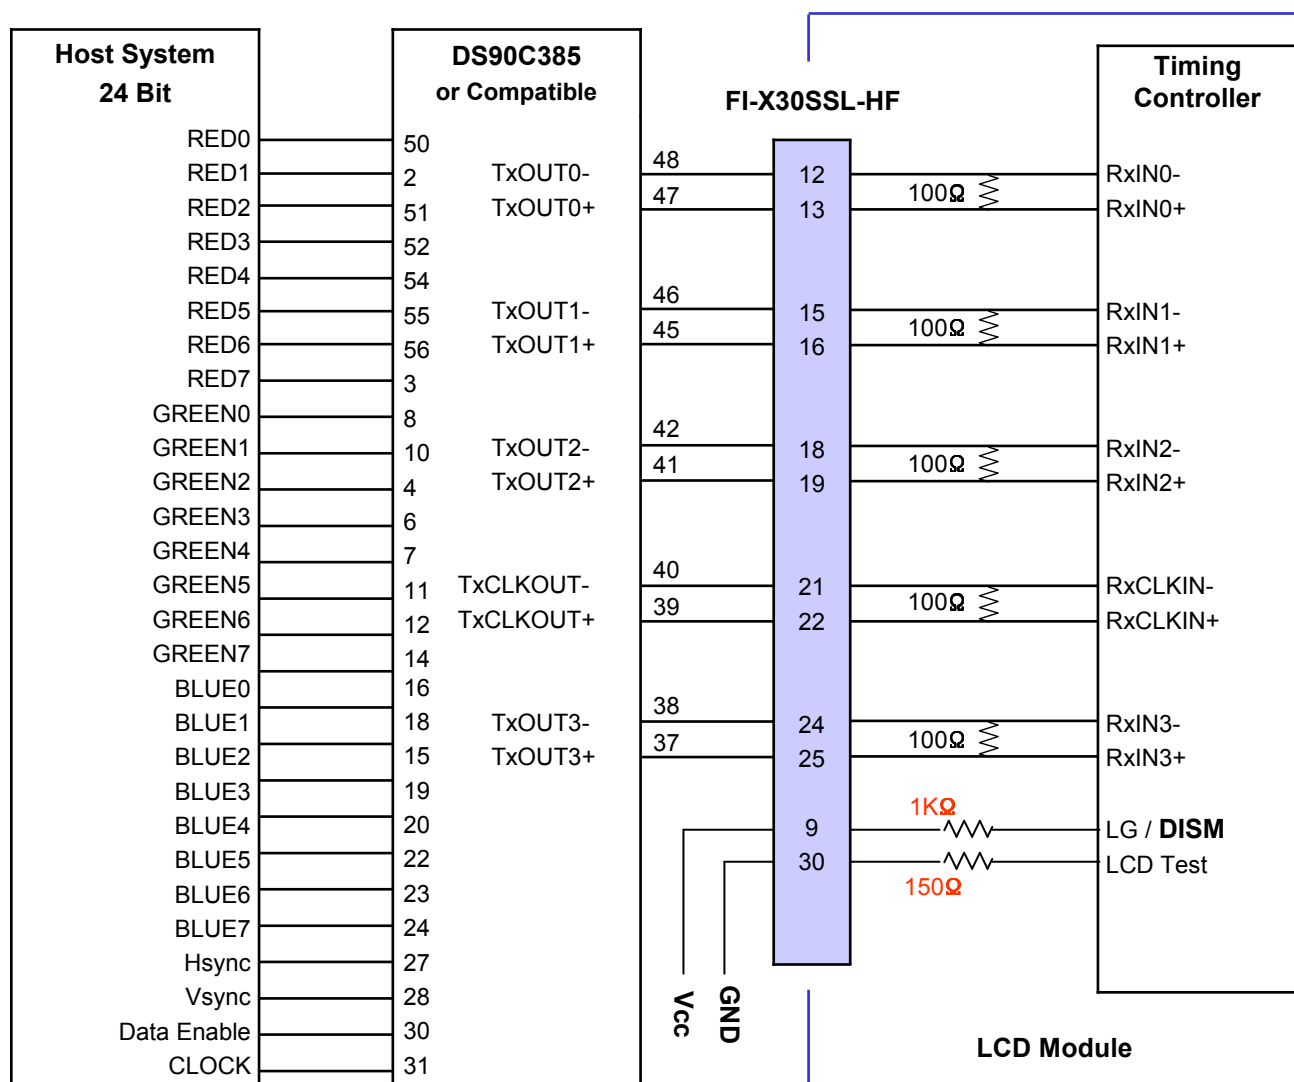 Host System
24 Bit
RED0
RED1
RED2
RED3
RED4
RED5
RED6
RED7
GREEN0
GREEN1
GREEN2
GREEN3
GREEN4
GREEN5
GREEN6
GREEN7
BLUE0
BLUE1
BLUE2
BLUE3
BLUE4
BLUE5
BLUE6
BLUE7
Hsync
Vsync
Data Enable
CLOCK
DS90C385
or Compatible
50
2
51
52
54
55
56
3
8
10
4
6
7
11
12
14
16
18
15
19
20
22
23
24
27
28
30
31
TxOUT0-
TxOUT0+
TxOUT1-
TxOUT1+
TxOUT2-
TxOUT2+
TxCLKOUT-
TxCLKOUT+
TxOUT3-
TxOUT3+
48
47
46
45
42
41
40
39
38
37
Vcc
GND
FI-X30SSL-HF
12
13
15
16
18
19
21
22
24
25
9
30
100Ω
100Ω
100Ω
100Ω
100Ω
1KΩ
150Ω
Timing
Controller
RxIN0-
RxIN0+
RxIN1-
RxIN1+
RxIN2-
RxIN2+
RxCLKIN-
RxCLKIN+
RxIN3-
RxIN3+
LG / DISM
LCD Test
LCD Module